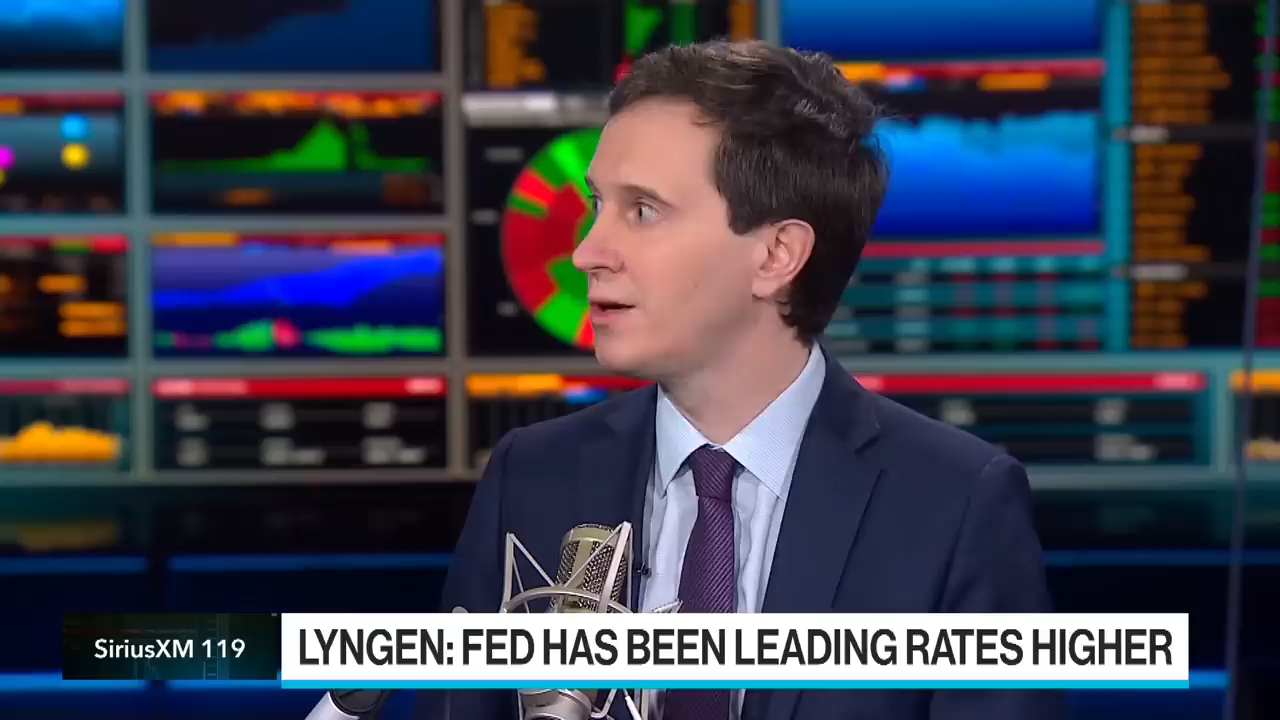 SiriusXM 119
LYNGEN: FED HAS BEEN LEADING RATES HIGHER